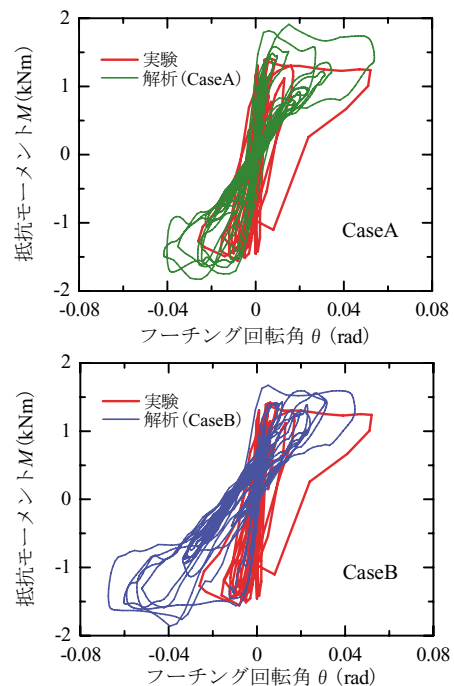 2
1
0
-1
-2
-0.08
-0.04
0
0.04
0.08
抵抗モーメントM(kNm)
実験
解析(CaseA)
CaseA
フーチング回転角 θ (rad)
2
1
0
-1
-2
-0.08
-0.04
0
0.04
0.08
抵抗モーメントM(kNm)
実験
解析(CaseB)
CaseB
フーチング回転角 θ (rad)